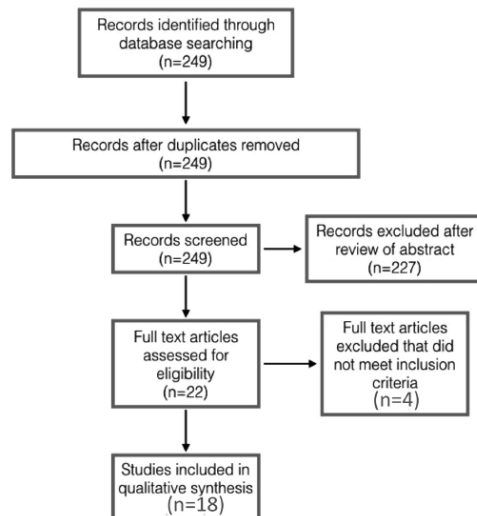 Records identified through
database searching
(n=249)
Records after duplicates removed
(n=249)
Records screened
(n=249)
Records excluded after
review of abstract
(n=227)
Full text articles
assessed for
eligibility
(n=22)
Full text articles
excluded that did
not meet inclusion
criteria
(n=4)
Studies included in
qualitative synthesis
(n=18)